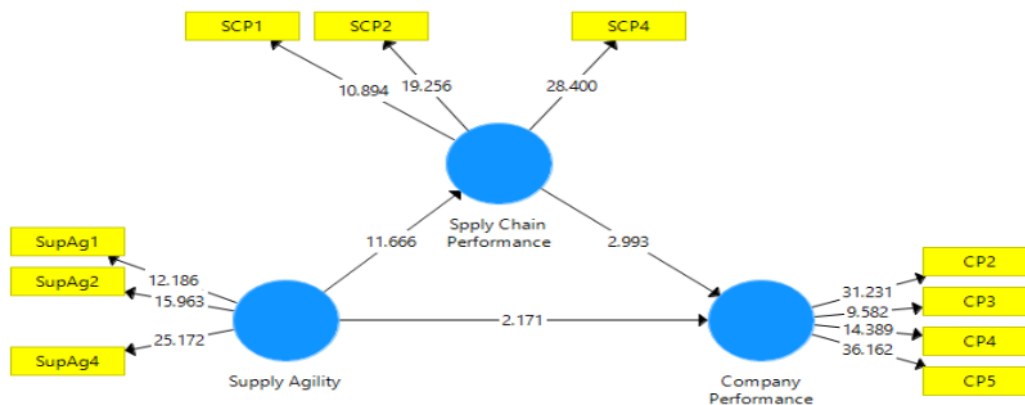 SCP1
SCP2
SCP4
10.894
19.256
28.400
Spply Chain
Performance
SupAg1
SupAg2
SupAg4
12.186
15.963
25.172
11.666
2.993
2.171
Supply Agility
Company
Performance
31.231
9.582
14.389
36.162
CP2
CP3
CP4
CP5